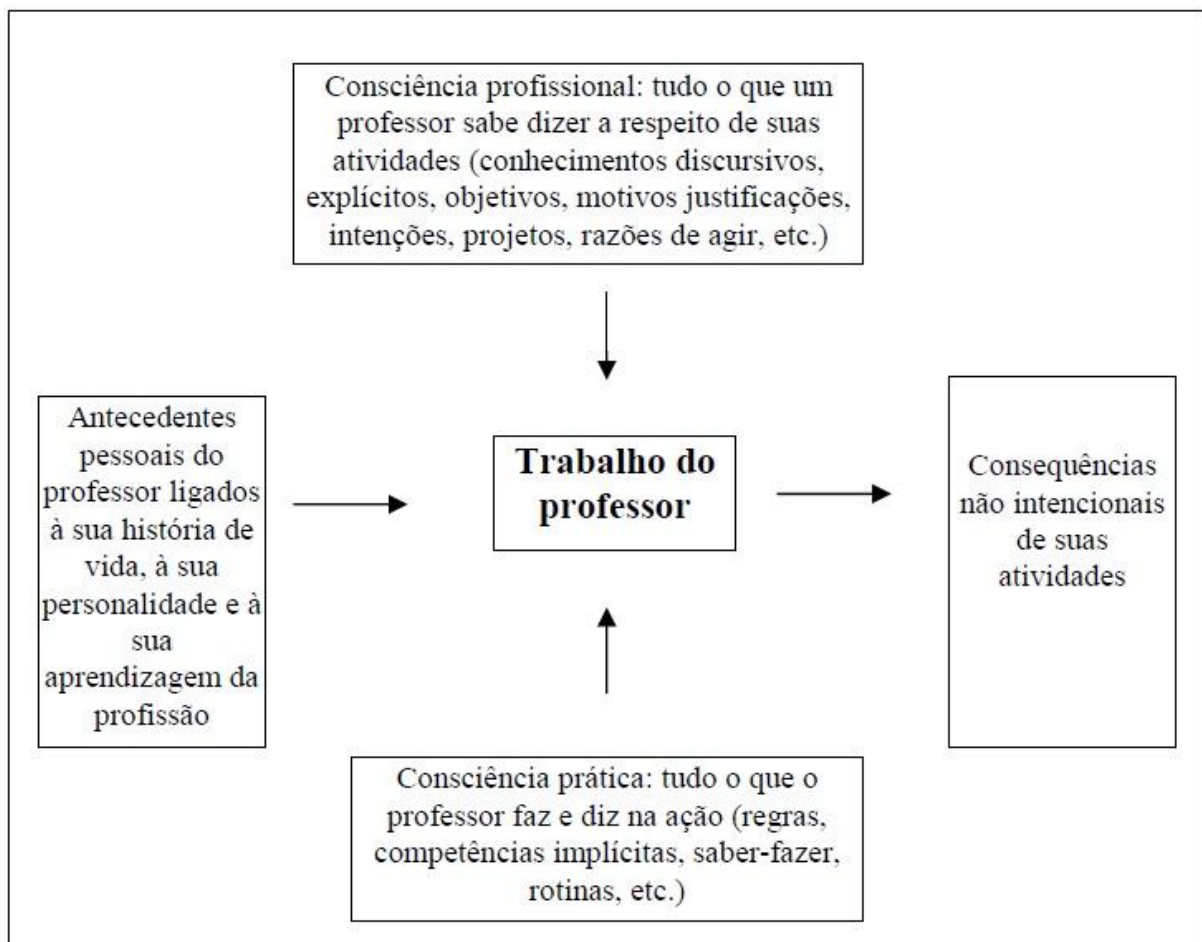 Consciência profissional: tudo o que um
professor sabe dizer a respeito de suas
atividades (conhecimentos discursivos,
explícitos, objetivos, motivos justificações,
intenções, projetos, razões de agir, etc.)
Antecedentes
pessoais do
professor ligados
à sua história de
vida, à sua
personalidade e à
sua
aprendizagem da
profissão
Trabalho do
professor
Consequências
não intencionais
de suas
atividades
Consciência prática: tudo o que o
professor faz e diz na ação (regras,
competências implícitas, saber-fazer,
rotinas, etc.)